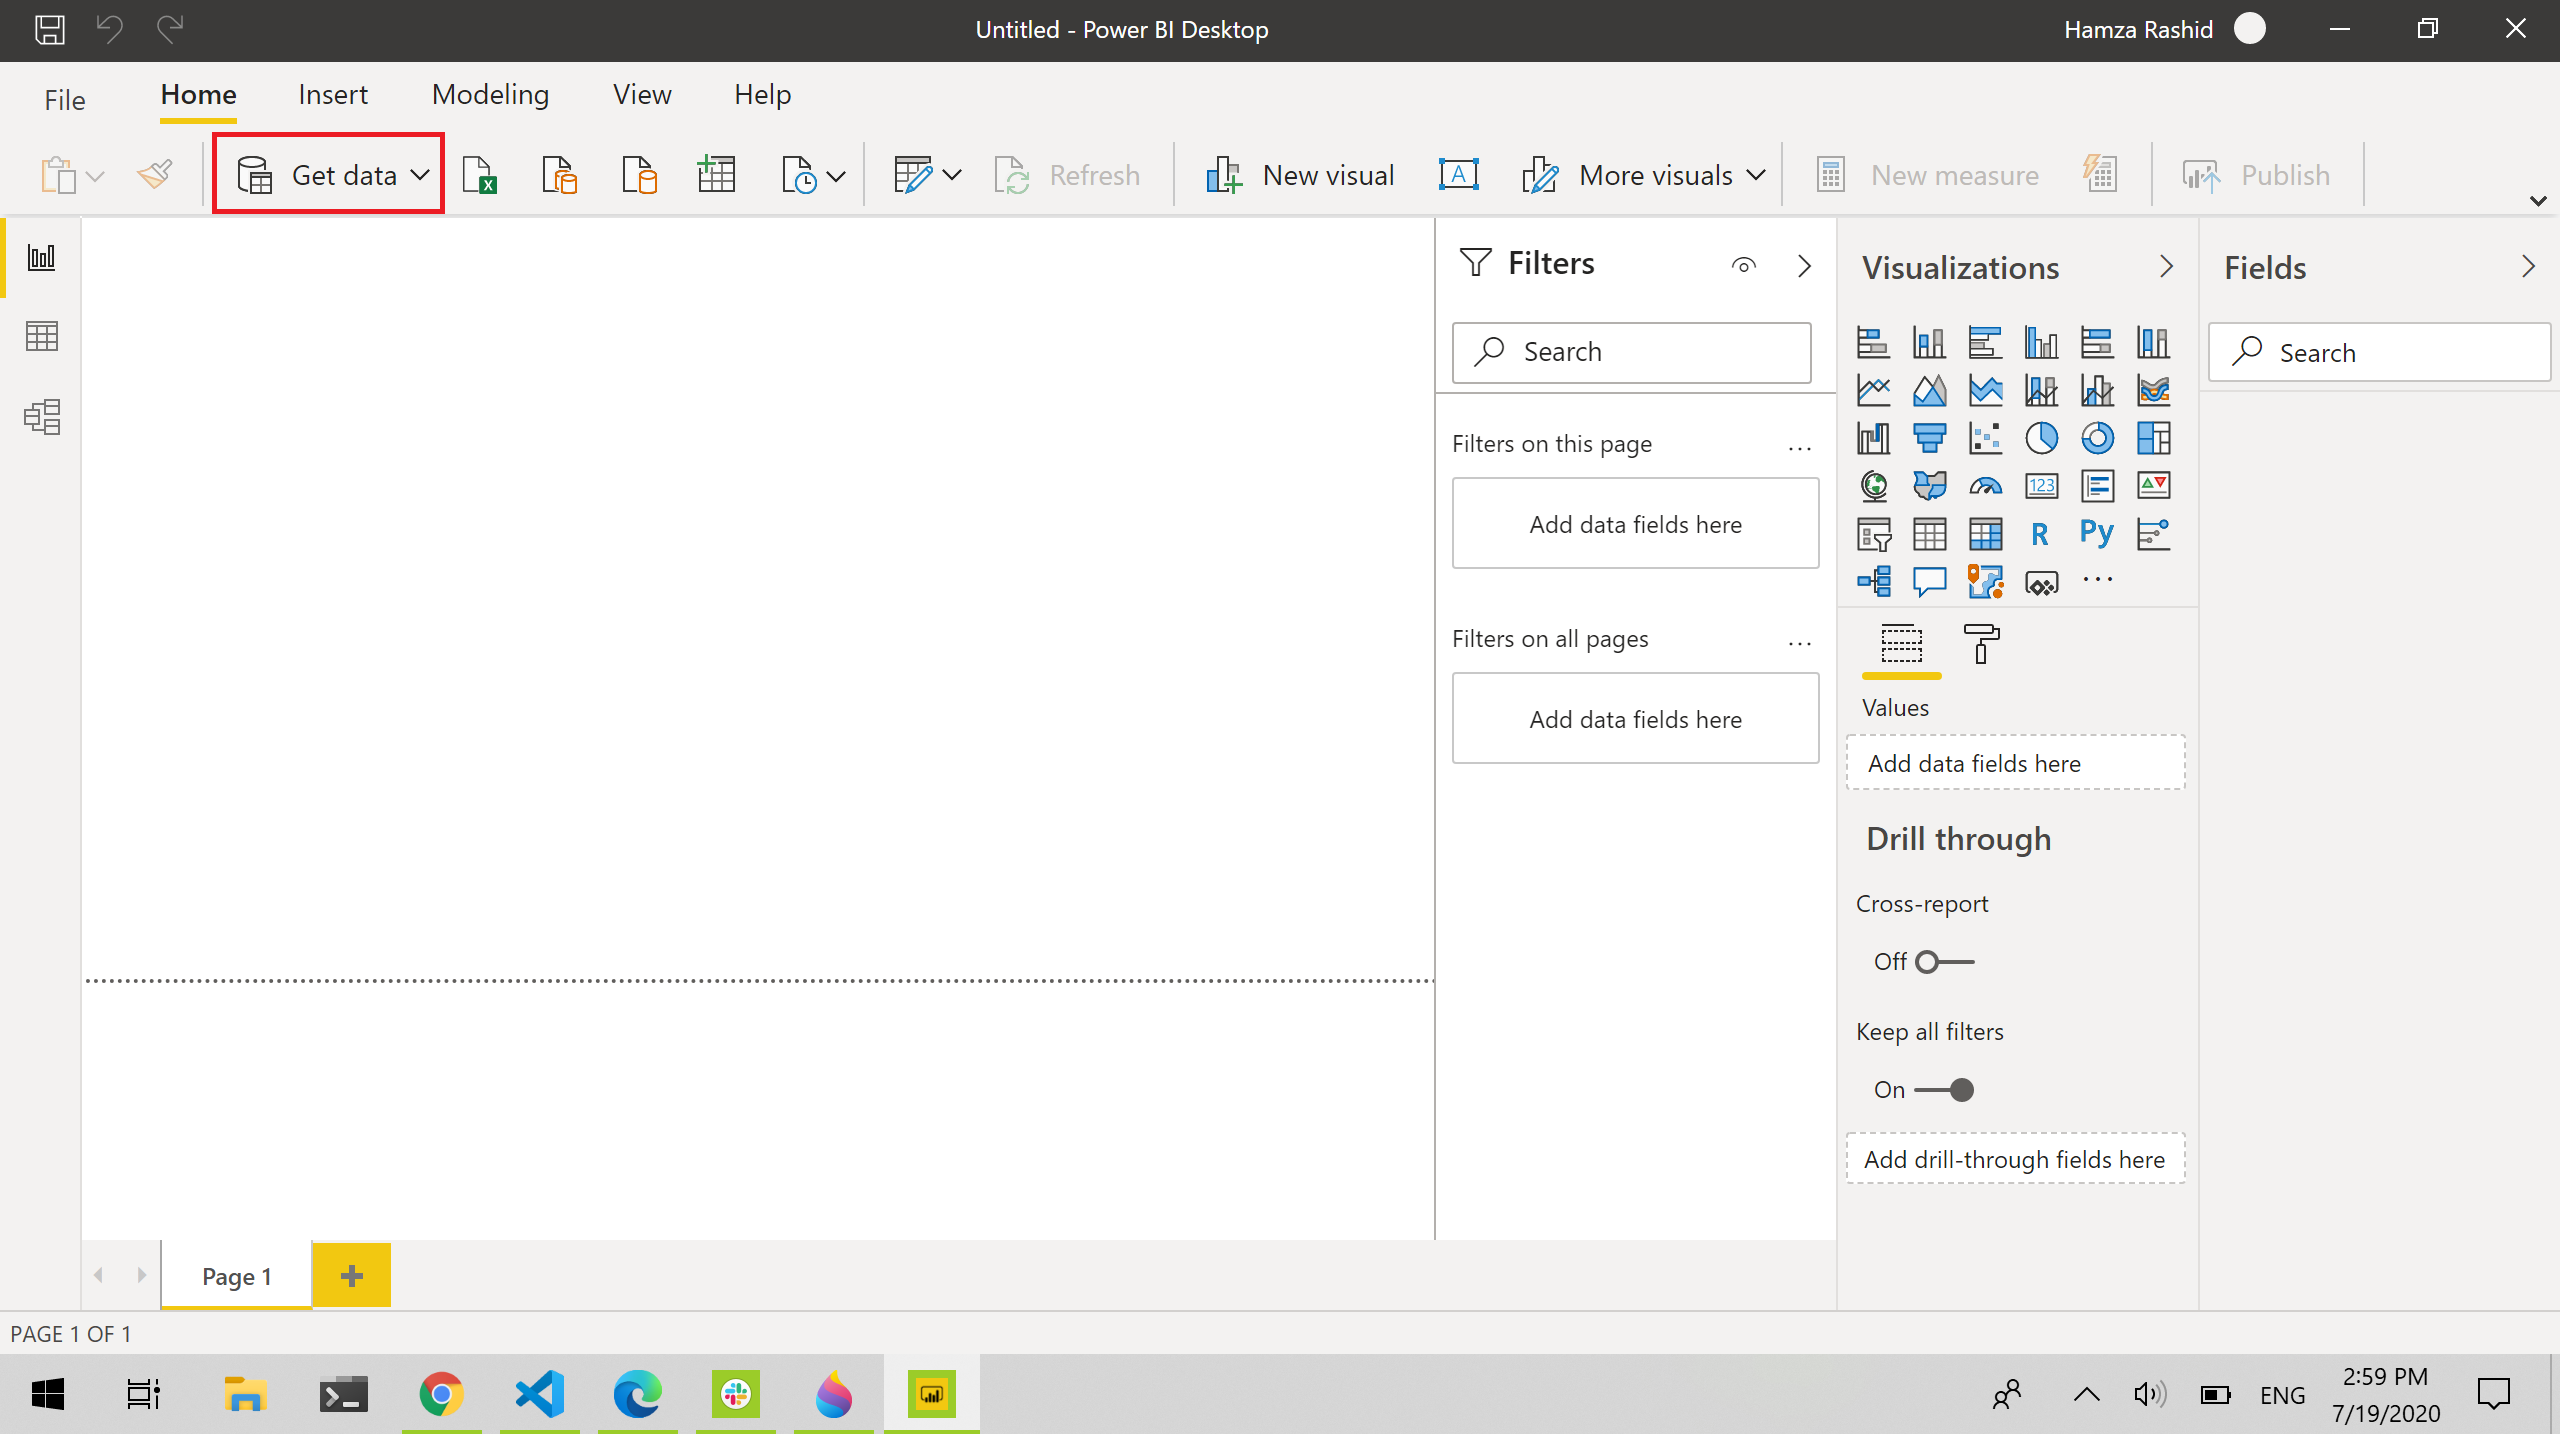 Untitled - Power BI Desktop
Hamza Rashid
File
Home
Insert
Modeling
View
Help
Get data
Refresh
New visual
A
More visuals
New measure
Publish
Filters
Search
Filters on this page
...
Add data fields here
Filters on all pages
...
Add data fields here
Visualizations
123
R
Py
...
Values
Add data fields here
Drill through
Cross-report
Off
Keep all filters
On
Add drill-through fields here
Fields
Search
Page 1
PAGE 1 OF 1
ENG
2:59 PM
7/19/2020